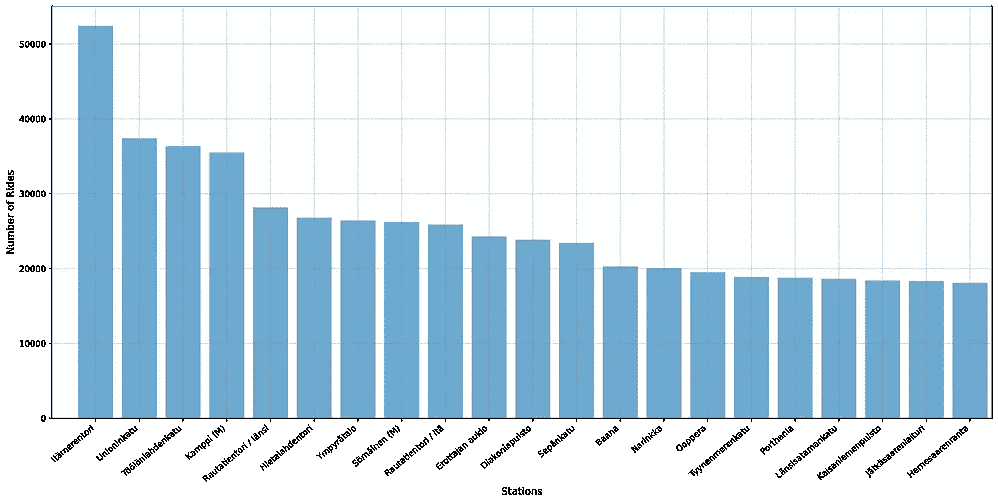 50000
40000
30000
20000
10000
0
Number of Rides
Itämerentori
Unioninkatu
Töölönlahdenkatu
Kamppi (M)
Rautatientori / länsi
Hietalahdentori
Ympyrätalo
Sörnäinen (M)
Rautatientori / itä
Erottajan aukio
Diakoniapuisto
Sepänkatu
Baana
Narinkka
Ooppera
Tyynenmerenkatu
Porthania
Länsisatamankatu
Kaisaniemenpuisto
Jätkäsaarenlaituri
Hernesaarenranta
Stations